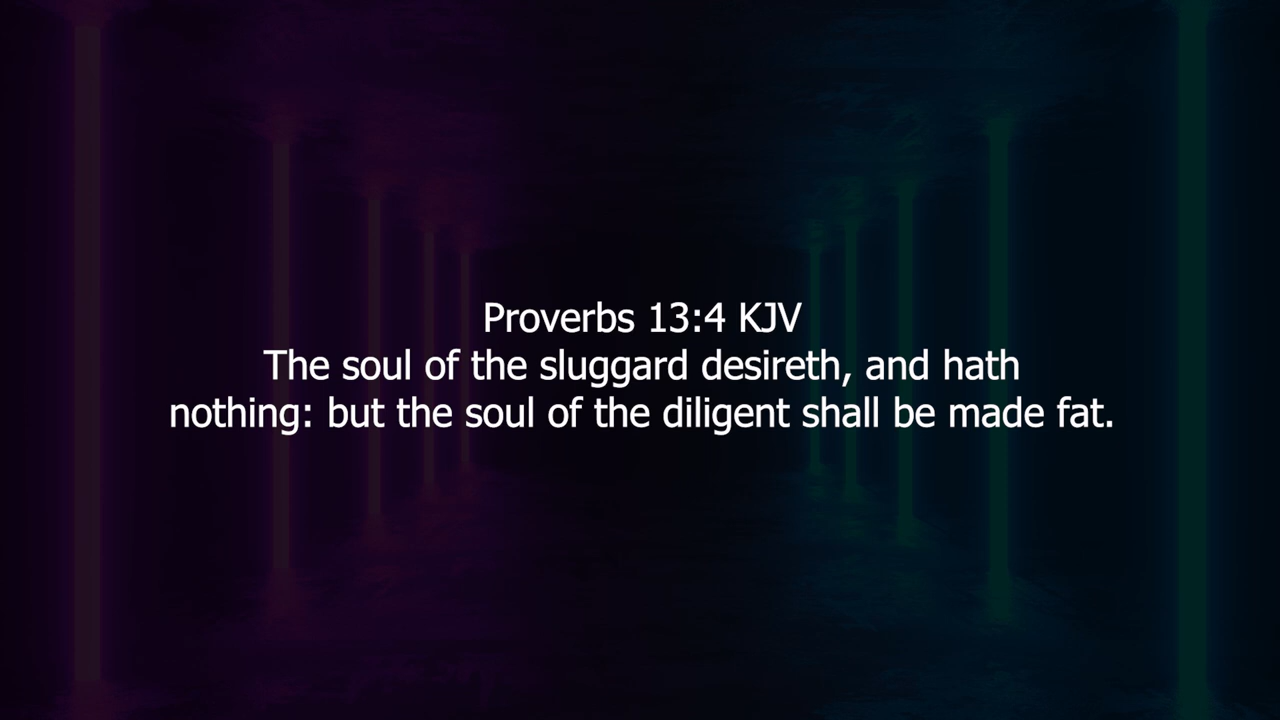 Proverbs 13:4 KJV
The soul of the sluggard desireth, and hath
nothing: but the soul of the diligent shall be made fat.